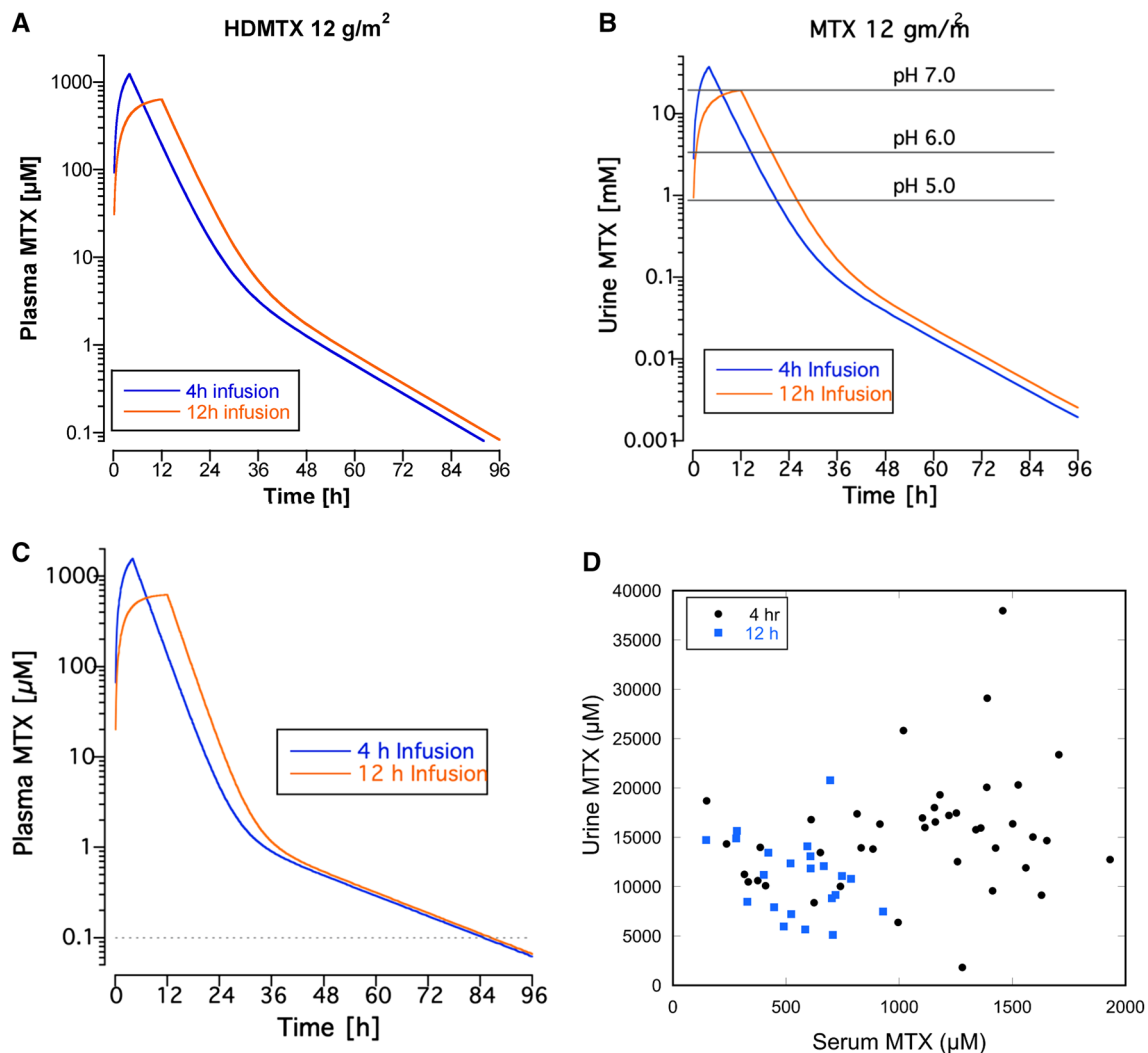 A
HDMTX 12 g/m²
1000
100
10
1
0.1
Plasma MTX [µM]
4h infusion
12h infusion
0 12 24 36 48 60 72 84 96
Time [h]
B
MTX 12 gm/m²
pH 7.0
pH 6.0
pH 5.0
10
1
0.1
0.01
0.001
Urine MTX [mM]
4h Infusion
12h Infusion
0 12 24 36 48 60 72 84 96
Time [h]
C
1000
100
10
1
0.1
Plasma MTX [µM]
4 h Infusion
12 h Infusion
0 12 24 36 48 60 72 84 96
Time [h]
D
40000
35000
30000
25000
20000
15000
10000
5000
0
Urine MTX (µM)
4 hr
12 h
0 500 1000 1500 2000
Serum MTX (µM)